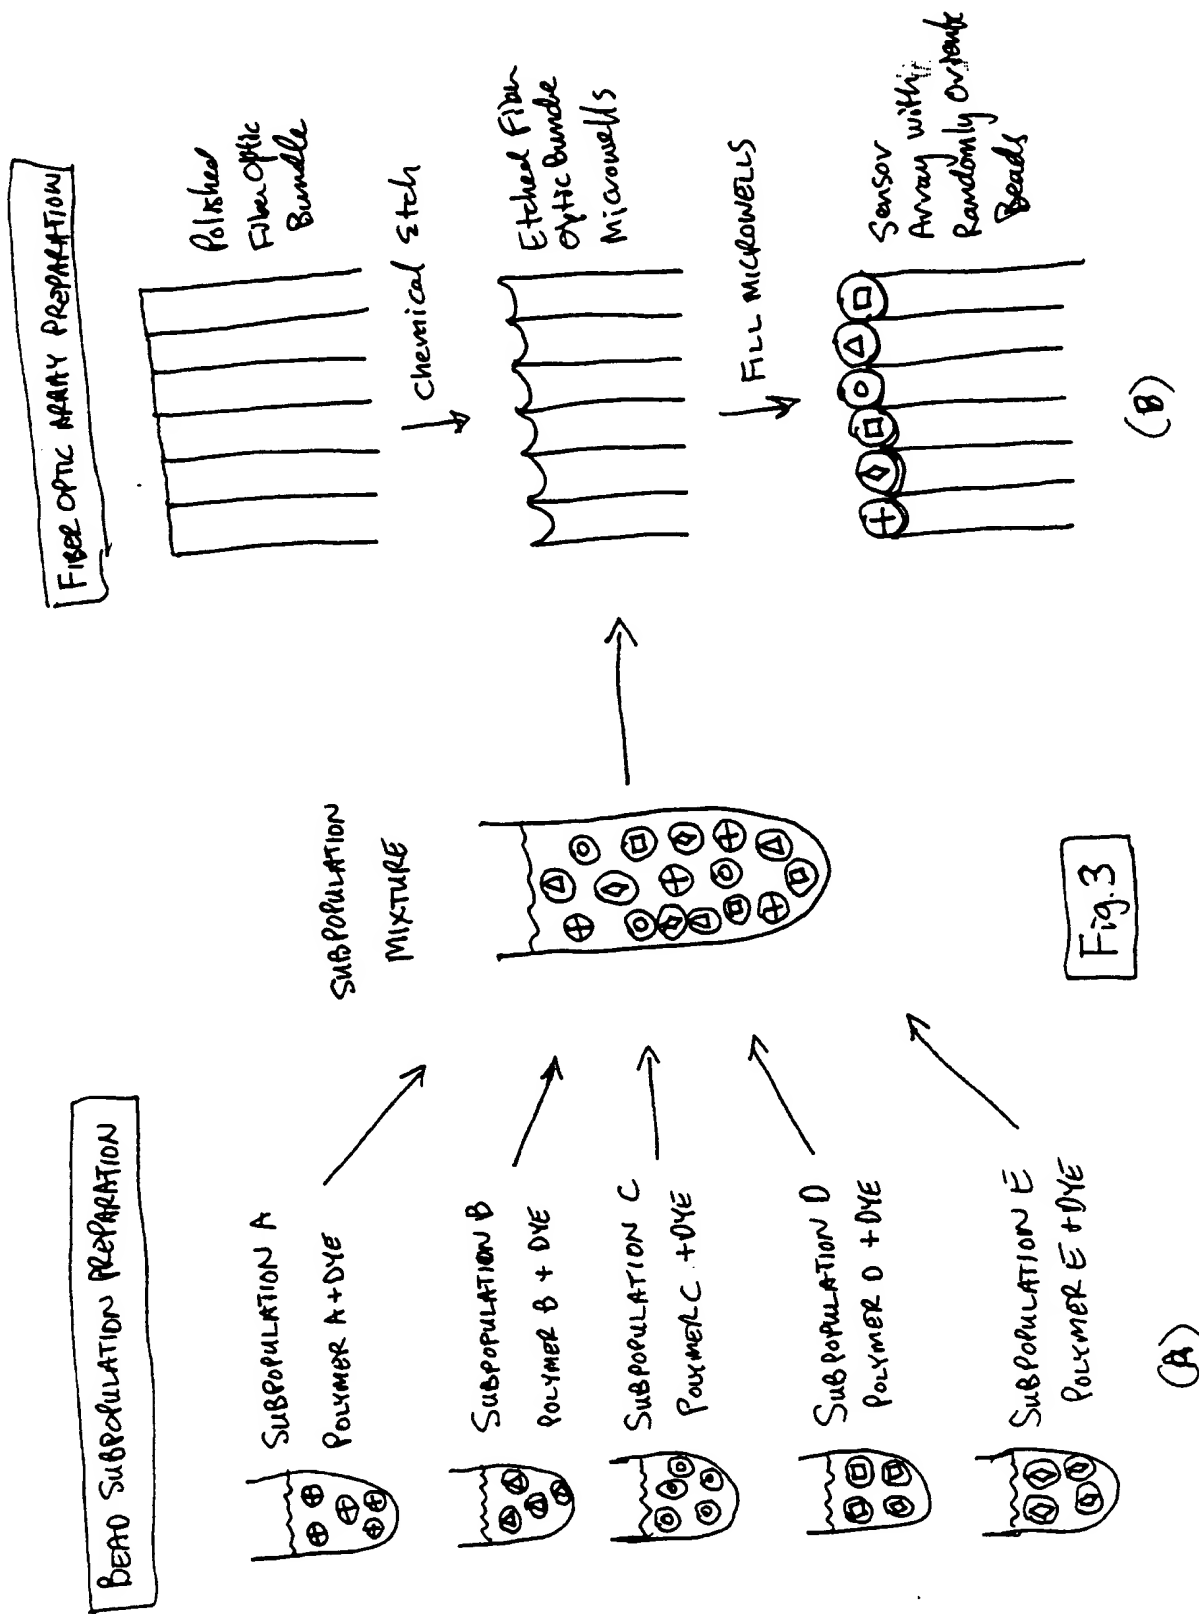 BEAD SUBPOPULATION PREPARATION
SUBPOPULATION A
POLYMER A+DYE
SUBPOPULATION B
POLYMER B + DYE
SUBPOPULATION C
POLYMER C. +DYE
SUBPOPULATION D
POLYMER D +DYE
SUBPOPULATION E
POLYMER E +DYE
(A)
SUBPOPULATION
MIXTURE
Fig.3
FIBER OPTIC ARRAY PREPARATION
Polished
Fiber Optic
Bundle
Chemical Etch
Etched Fiber
Optic Bundle
Microwells
FILL MICROWELLS
Sensor
Array with
Randomly
Beads
(B)